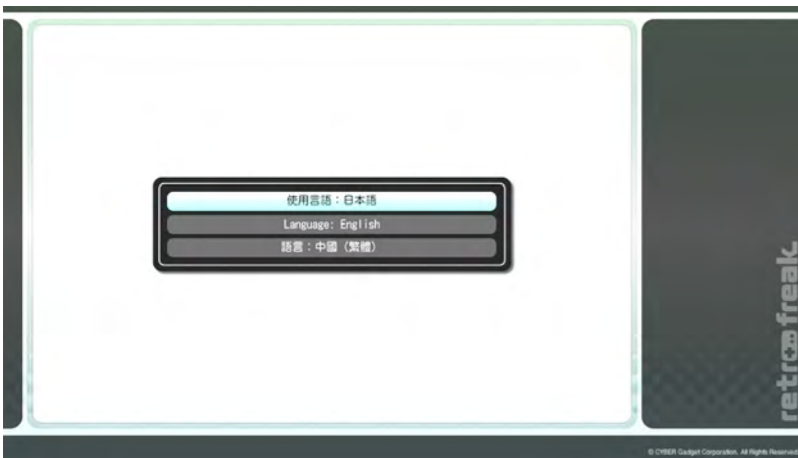 使用言語：日本語
Language: English
語言：中國（繁體）
retro freak
© CYBER Gadget Corporation. All Rights Reserved.